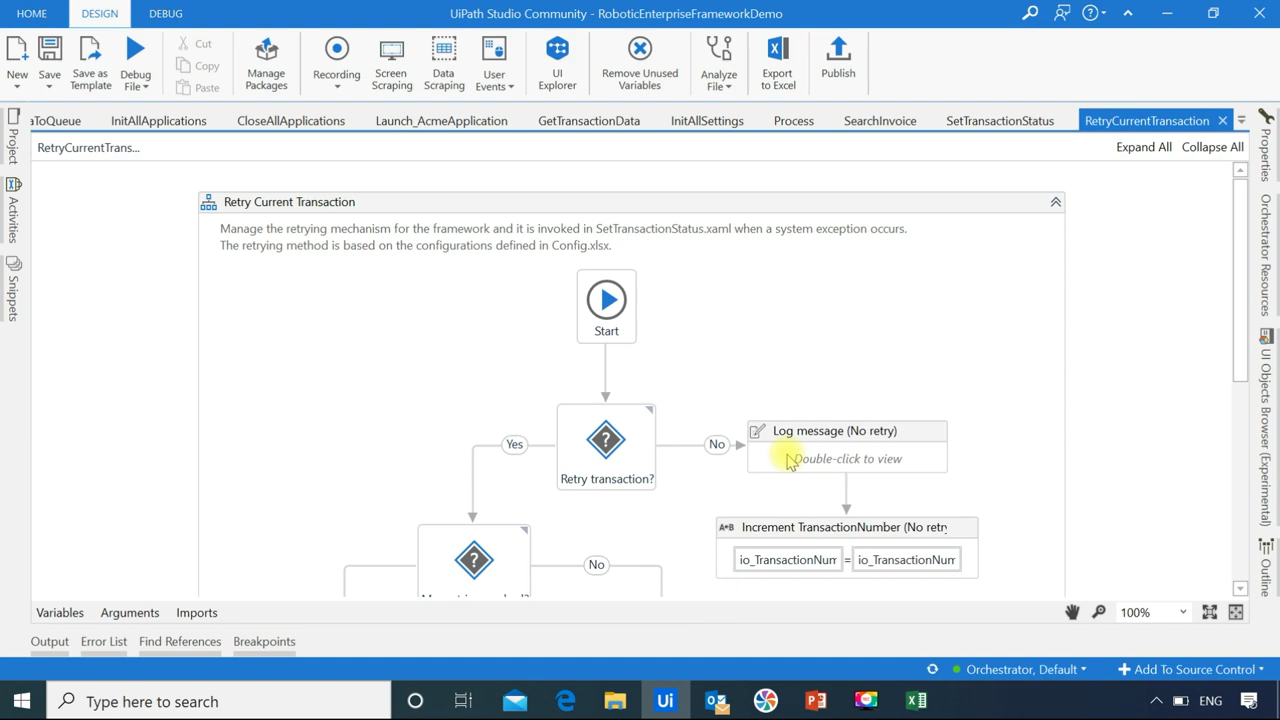 HOME
DESIGN
DEBUG
UiPath Studio Community - RoboticEnterpriseFrameworkDemo
New
Save
Save as Template
Debug File
Cut
Copy
Paste
Manage Packages
Recording
Screen Scraping
Data Scraping
User Events
UI Explorer
Remove Unused Variables
Analyze File
Export to Excel
Publish
aToQueue
InitAllApplications
CloseAllApplications
Launch_AcmeApplication
GetTransactionData
InitAllSettings
Process
SearchInvoice
SetTransactionStatus
RetryCurrentTransaction
RetryCurrentTrans...
Expand All
Collapse All
Project
Activities
Snippets
Properties
Orchestrator Resources
UI Objects Browser (Experimental)
Outline
Retry Current Transaction
Manage the retrying mechanism for the framework and it is invoked in SetTransactionStatus.xaml when a system exception occurs.
The retrying method is based on the configurations defined in Config.xlsx.
Start
Yes
Retry transaction?
No
Log message (No retry)
Double-click to view
A*B Increment TransactionNumber (No retry
io_TransactionNum = io_TransactionNum
No
Variables
Arguments
Imports
100%
Output
Error List
Find References
Breakpoints
Orchestrator, Default
Add To Source Control
Type here to search
Ui
ENG